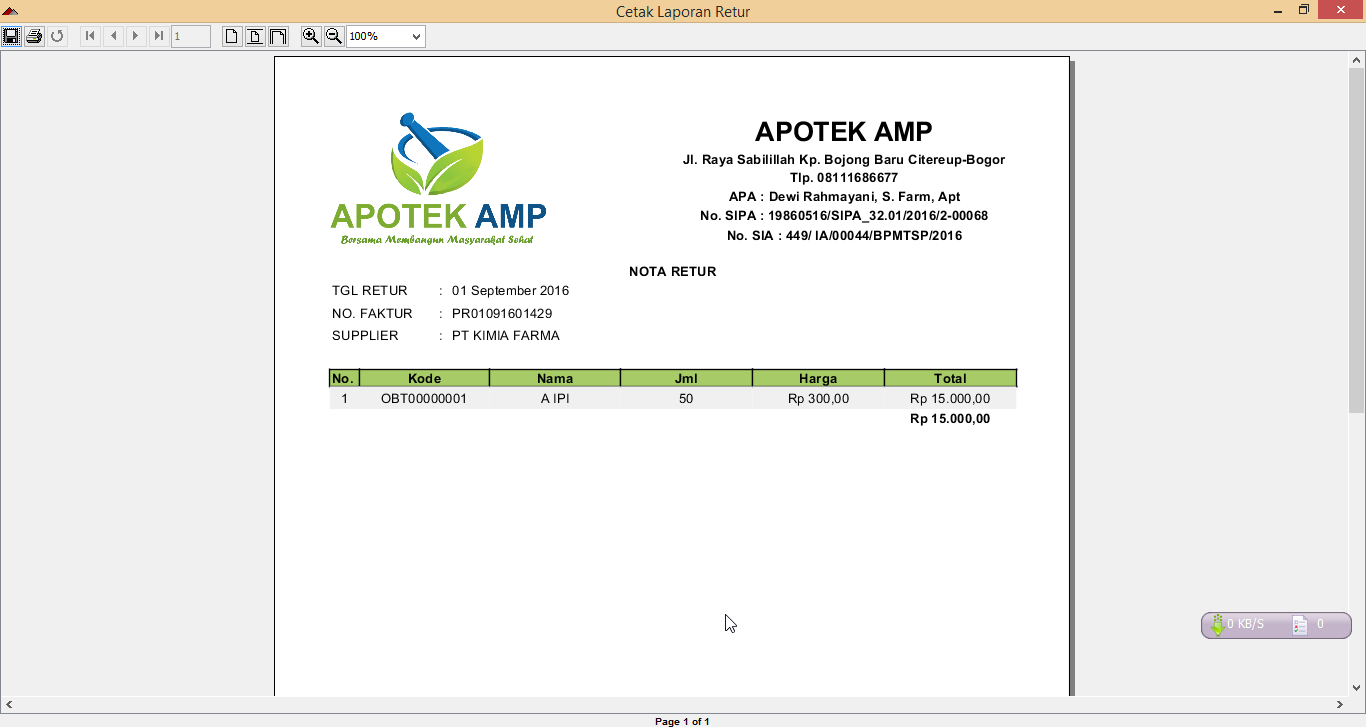 Cetak Laporan Retur
1
100%
APOTEK AMP
Bersama Membangun Masyarakat Sehat
APOTEK AMP
Jl. Raya Sabilillah Kp. Bojong Baru Citereup-Bogor
Tlp. 08111686677
APA : Dewi Rahmayani, S. Farm, Apt
No. SIPA : 19860516/SIPA_32.01/2016/2-00068
No. SIA : 449/ IA/00044/BPMTSP/2016
NOTA RETUR
TGL RETUR : 01 September 2016
NO. FAKTUR : PR01091601429
SUPPLIER : PT KIMIA FARMA
No. Kode Nama Jml Harga Total
1 OBT00000001 A IPI 50 Rp 300,00 Rp 15.000,00
Rp 15.000,00
0 KB/S 0
Page 1 of 1